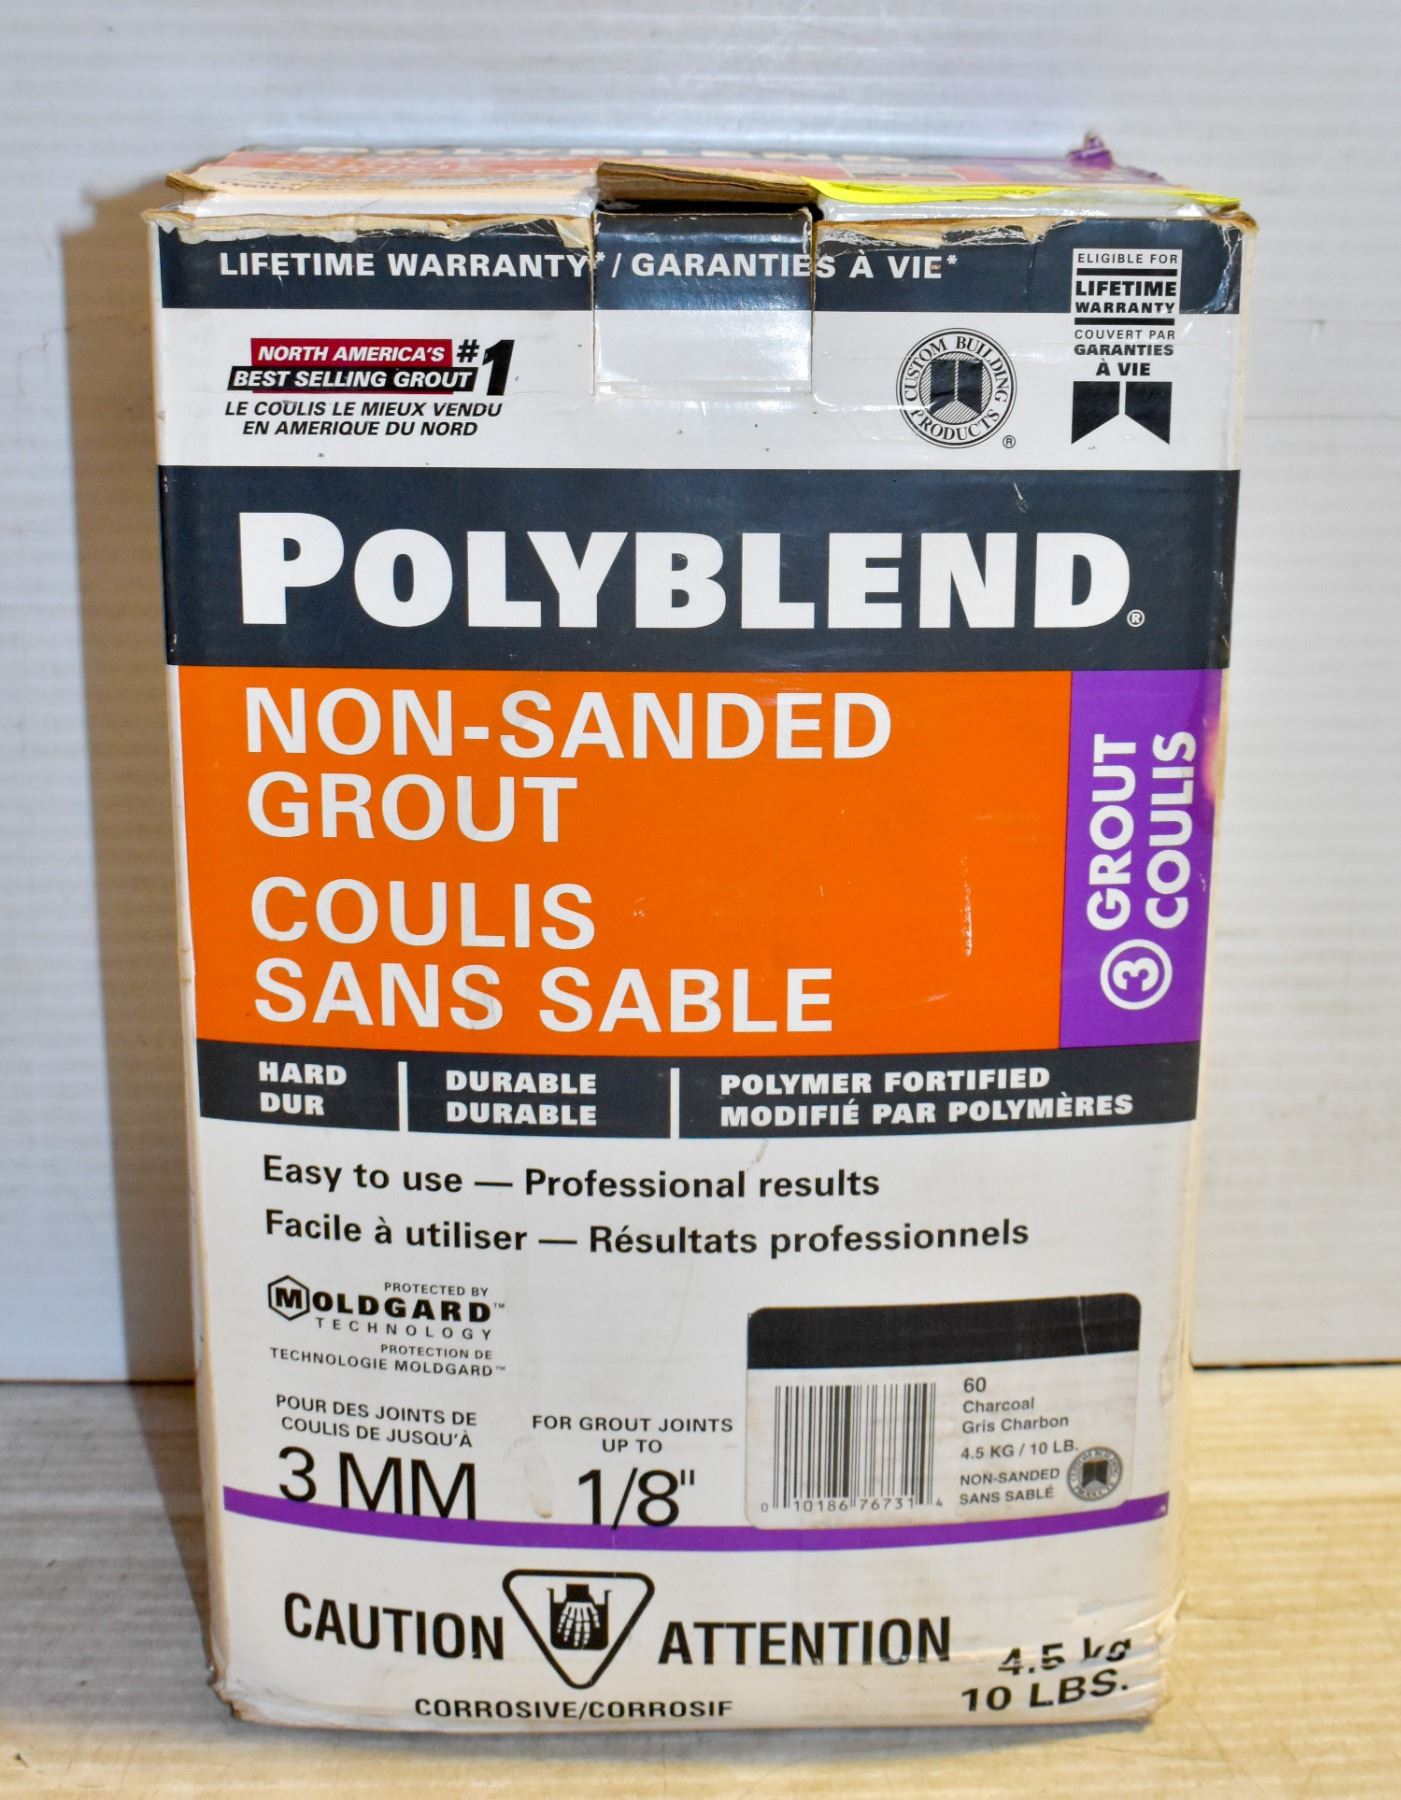 LIFETIME WARRANTY* / GARANTIES À VIE*
ELIGIBLE FOR
LIFETIME
WARRANTY
COUVERT PAR
GARANTIES
À VIE
NORTH AMERICA'S #1
BEST SELLING GROUT
LE COULIS LE MIEUX VENDU
EN AMERIQUE DU NORD
CUSTOM BUILDING PRODUCTS ®
POLYBLEND®
NON-SANDED
GROUT
COULIS
SANS SABLE
3 GROUT
COULIS
HARD
DUR
DURABLE
DURABLE
POLYMER FORTIFIED
MODIFIÉ PAR POLYMÈRES
Easy to use — Professional results
Facile à utiliser — Résultats professionnels
PROTECTED BY
MOLDGARD™
TECHNOLOGY
PROTECTION DE
TECHNOLOGIE MOLDGARD™
POUR DES JOINTS DE
COULIS DE JUSQU'À
3 MM
FOR GROUT JOINTS
UP TO
1/8"
60
Charcoal
Gris Charbon
4.5 KG / 10 LB.
NON-SANDED
SANS SABLÉ
0 10186 76731 4
CAUTION ATTENTION
CORROSIVE/CORROSIF
4.5 kg
10 LBS.